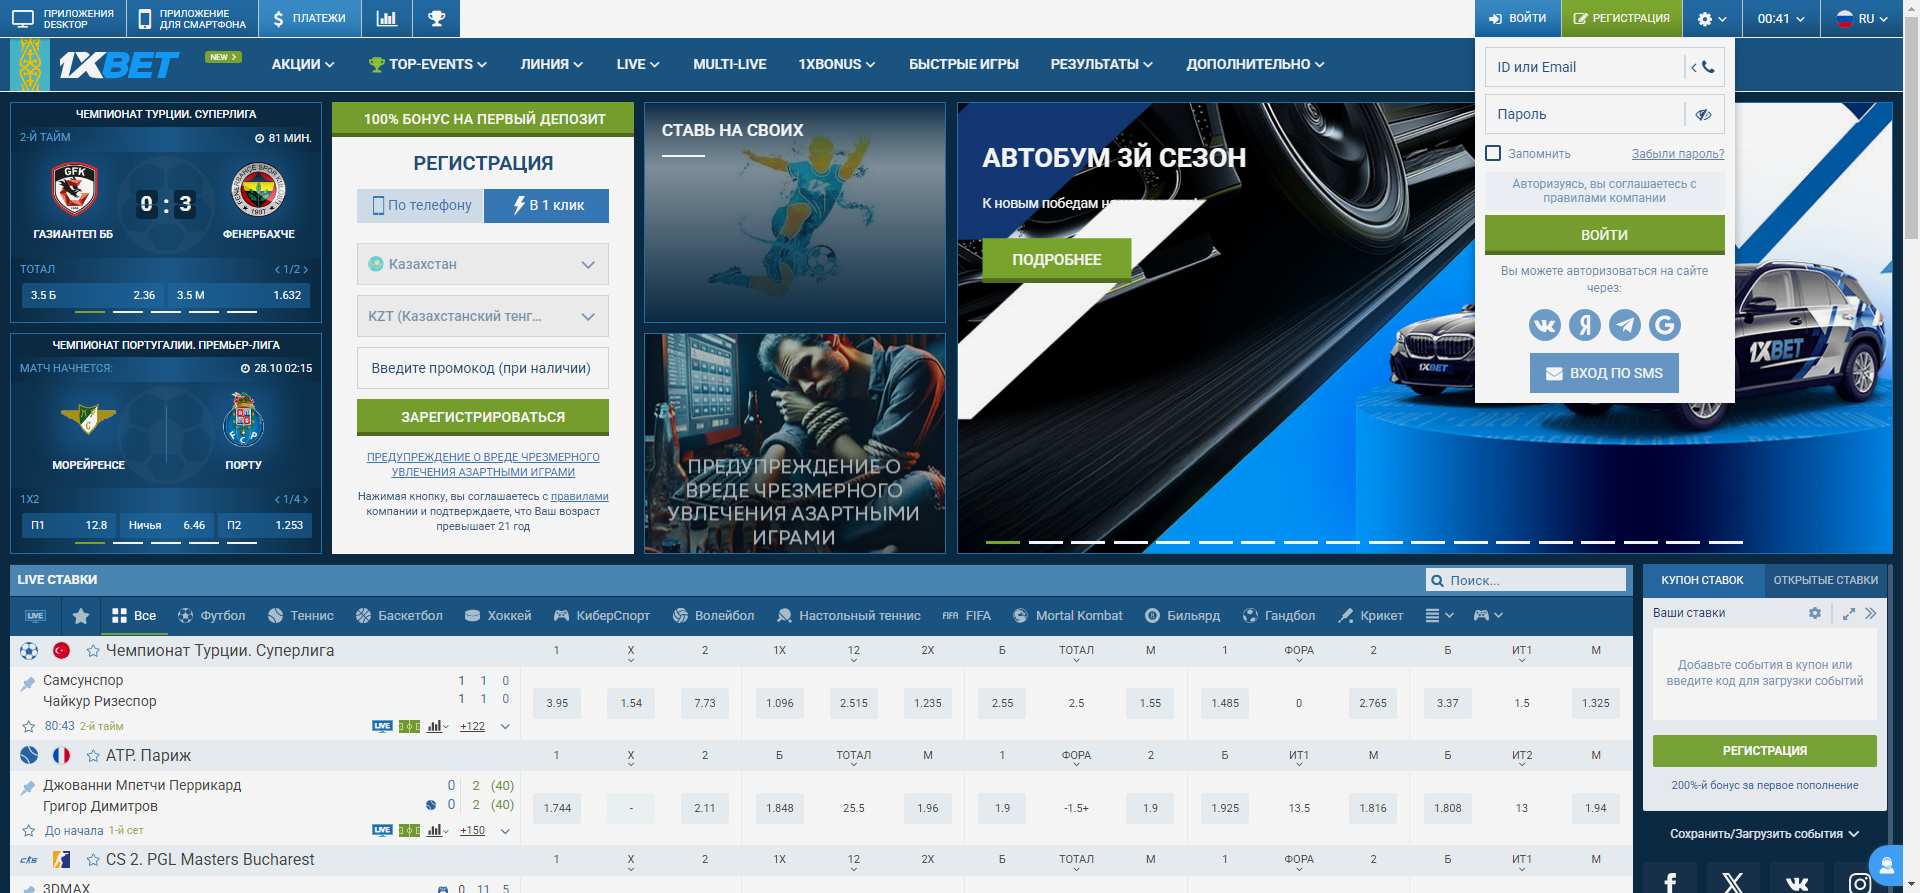 ПРИЛОЖЕНИЯ DESKTOP
ПРИЛОЖЕНИЕ ДЛЯ СМАРТФОНА
ПЛАТЕЖИ
ВОЙТИ
РЕГИСТРАЦИЯ
00:41
RU
1XBET
NEW
АКЦИИ
TOP-EVENTS
ЛИНИЯ
LIVE
MULTI-LIVE
1XBONUS
БЫСТРЫЕ ИГРЫ
РЕЗУЛЬТАТЫ
ДОПОЛНИТЕЛЬНО
ID или Email
Пароль
Запомнить
Забыли пароль?
Авторизуясь, вы соглашаетесь с
правилами компании
ВОЙТИ
Вы можете авторизоваться на сайте
через:
ВХОД ПО SMS
ЧЕМПИОНАТ ТУРЦИИ. СУПЕРЛИГА
2-Й ТАЙМ
81 МИН.
0 : 3
ГАЗИАНТЕП ББ
ФЕНЕРБАХЧЕ
ТОТАЛ
1/2
3.5 Б 2.36
3.5 М 1.632
ЧЕМПИОНАТ ПОРТУГАЛИИ. ПРЕМЬЕР-ЛИГА
МАТЧ НАЧНЕТСЯ:
28.10 02:15
МОРЕЙРЕНСЕ
ПОРТУ
1X2
1/4
П1 12.8
Ничья 6.46
П2 1.253
100% БОНУС НА ПЕРВЫЙ ДЕПОЗИТ
РЕГИСТРАЦИЯ
По телефону
В 1 клик
Казахстан
KZT (Казахстанский тенг...
Введите промокод (при наличии)
ЗАРЕГИСТРИРОВАТЬСЯ
ПРЕДУПРЕЖДЕНИЕ О ВРЕДЕ ЧРЕЗМЕРНОГО
УВЛЕЧЕНИЯ АЗАРТНЫМИ ИГРАМИ
Нажимая кнопку, вы соглашаетесь с правилами
компании и подтверждаете, что Ваш возраст
превышает 21 год
СТАВЬ НА СВОИХ
ПРЕДУПРЕЖДЕНИЕ О
ВРЕДЕ ЧРЕЗМЕРНОГО
УВЛЕЧЕНИЯ АЗАРТНЫМИ
ИГРАМИ
АВТОБУМ 3Й СЕЗОН
К новым победам
ПОДРОБНЕЕ
1XBET
1XBET
LIVE СТАВКИ
Поиск...
LIVE
Все
Футбол
Теннис
Баскетбол
Хоккей
КиберСпорт
Волейбол
Настольный теннис
FIFA FIFA
Mortal Kombat
Бильярд
Гандбол
Крикет
Чемпионат Турции. Суперлига
1 X 2 1X 12 2X Б ТОТАЛ М 1 ФОРА 2 Б ИТ1 М
Самсунспор 1 1 0
Чайкур Ризеспор 1 1 0
3.95 1.54 7.73 1.096 2.515 1.235 2.55 2.5 1.55 1.485 0 2.765 3.37 1.5 1.325
80:43 2-й тайм LIVE +122
ATP. Париж
1 X 2 Б ТОТАЛ М 1 ФОРА 2 Б ИТ1 М Б ИТ2 М
Джованни Мпетчи Перрикард 0 2 (40)
Григор Димитров 0 2 (40)
1.744 - 2.11 1.848 25.5 1.96 1.9 -1.5+ 1.9 1.925 13.5 1.816 1.808 13 1.94
До начала 1-й сет LIVE +150
CS 2. PGL Masters Bucharest
1 X 2 1X 12 2X Б ТОТАЛ М 1 ФОРА 2 Б ИТ1 М
3DMAX 0 11 5
КУПОН СТАВОК
ОТКРЫТЫЕ СТАВКИ
Ваши ставки
Добавьте события в купон или
введите код для загрузки событий
РЕГИСТРАЦИЯ
200%-й бонус за первое пополнение
Сохранить/Загрузить события